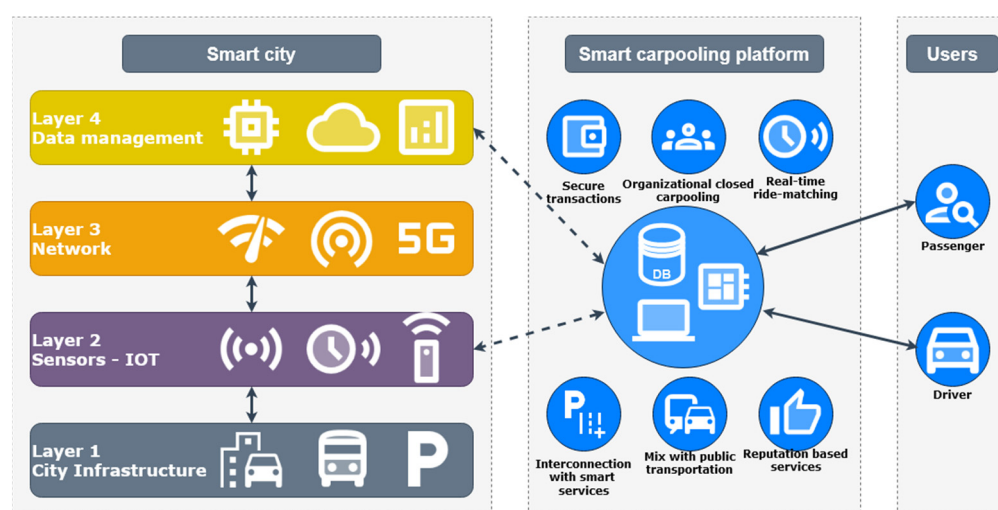 Smart city
Smart carpooling platform
Users
Layer 4
Data management
Layer 3
Network
5G
Layer 2
Sensors - IOT
Layer 1
City Infrastructure
P
Secure
transactions
Organizational closed
carpooling
Real-time
ride-matching
DB
P
Interconnection
with smart
services
Mix with public
transportation
Reputation based
services
Passenger
Driver